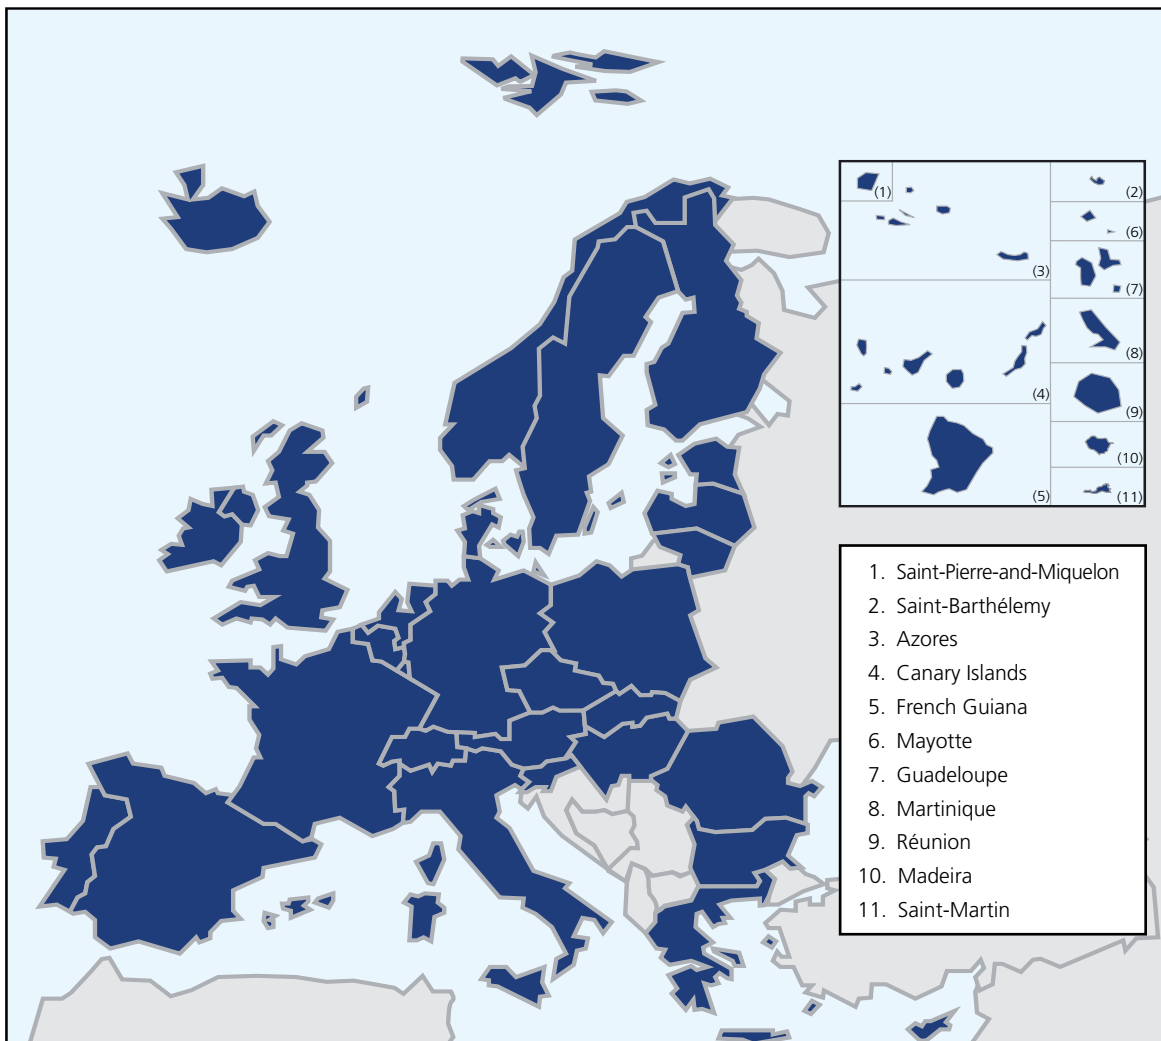 (1)
(2)
(6)
(3)
(7)
(8)
(4)
(9)
(10)
(5)
(11)
1. Saint-Pierre-and-Miquelon
2. Saint-Barthélemy
3. Azores
4. Canary Islands
5. French Guiana
6. Mayotte
7. Guadeloupe
8. Martinique
9. Réunion
10. Madeira
11. Saint-Martin